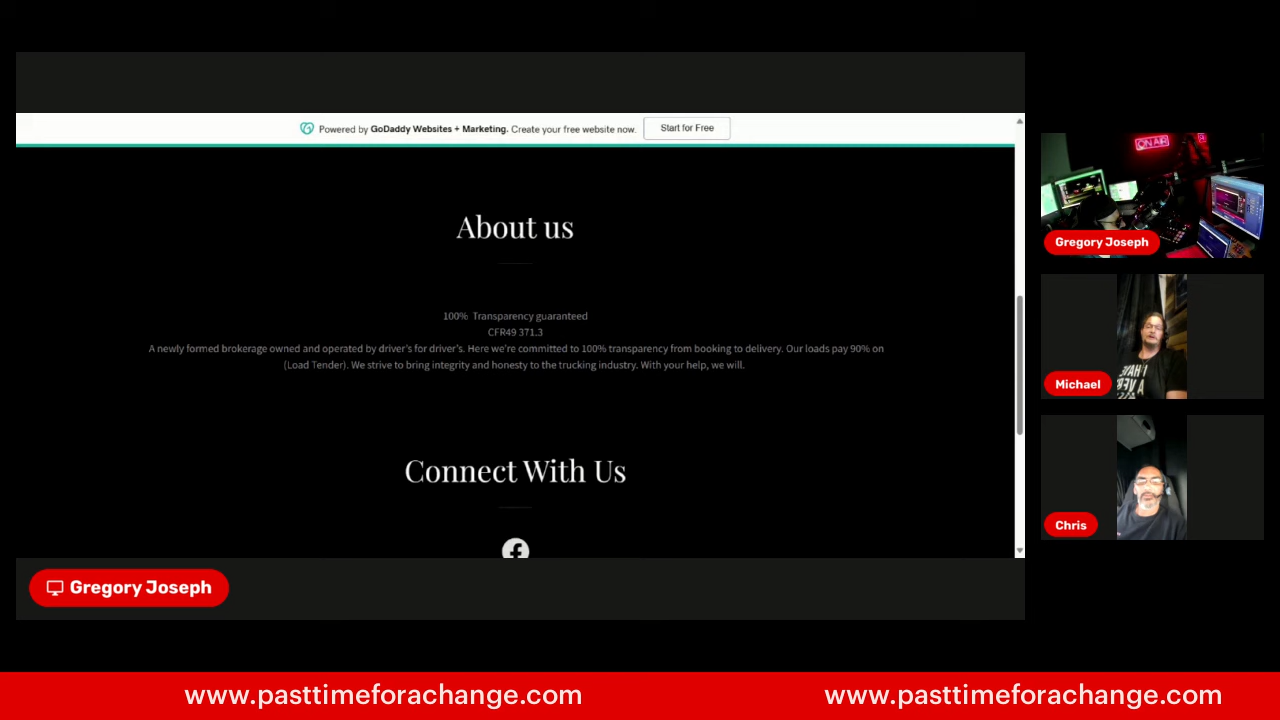 Powered by GoDaddy Websites + Marketing. Create your free website now.
Start for Free
About us
100% Transparency guaranteed
CFR49 371.3
A newly formed brokerage owned and operated by driver's for driver's. Here we're committed to 100% transparency from booking to delivery. Our loads pay 90% on
(Load Tender). We strive to bring integrity and honesty to the trucking industry. With your help, we will.
Connect With Us
Gregory Joseph
ON AIR
Gregory Joseph
Michael
Chris
www.pasttimeforachange.com
www.pasttimeforachange.com